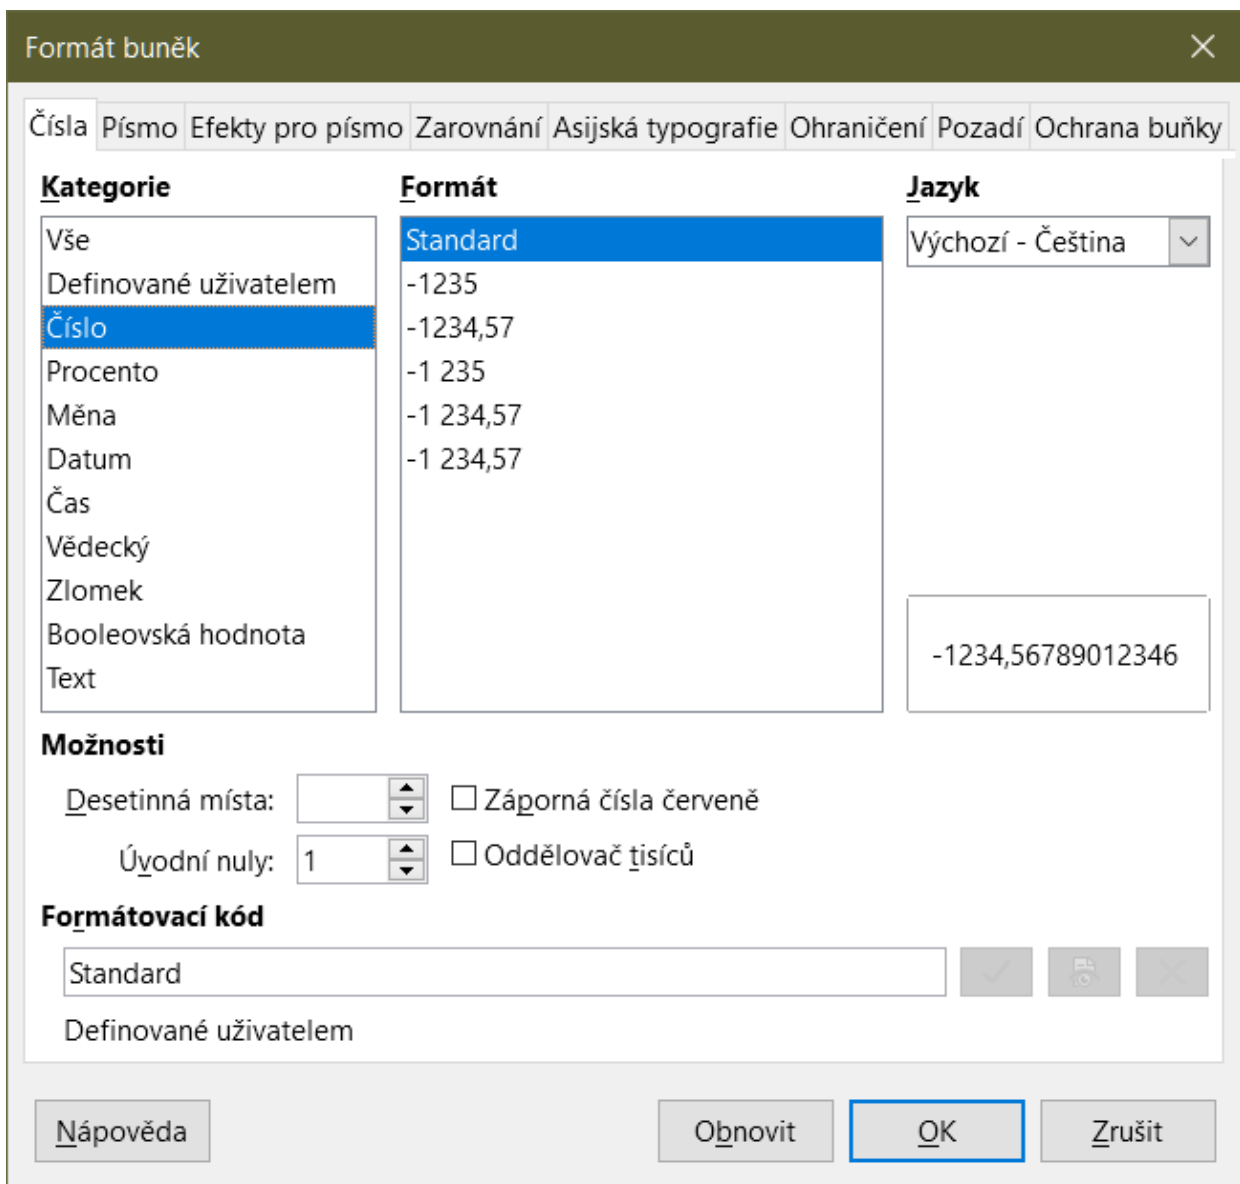 Formát buněk
Čísla Písmo Efekty pro písmo Zarovnání Asijská typografie Ohraničení Pozadí Ochrana buňky
Kategorie
Vše
Definované uživatelem
Číslo
Procento
Měna
Datum
Čas
Vědecký
Zlomek
Booleovská hodnota
Text
Formát
Standard
-1235
-1234,57
-1 235
-1 234,57
-1 234,57
Jazyk
Výchozí - Čeština
-1234,56789012346
Možnosti
Desetinná místa:
Záporná čísla červeně
Úvodní nuly: 1
Oddělovač tisíců
Formátovací kód
Standard
Definované uživatelem
Nápověda Obnovit OK Zrušit